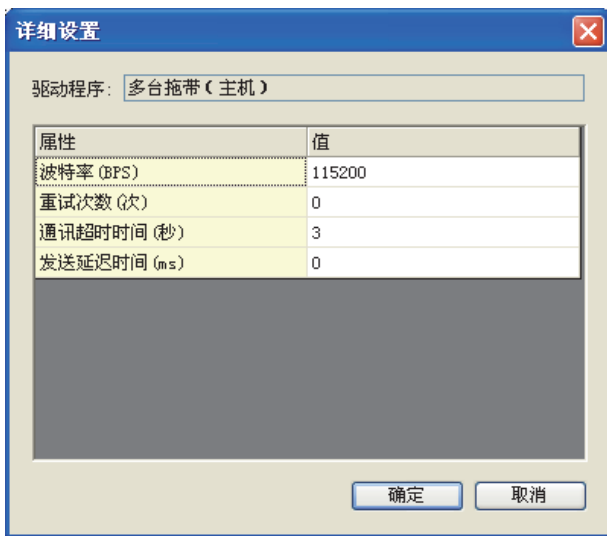 详细设置
驱动程序: 多台拖带(主机)
属性 值
波特率(BPS) 115200
重试次数(次) 0
通讯超时时间(秒) 3
发送延迟时间(ms) 0
确定 取消